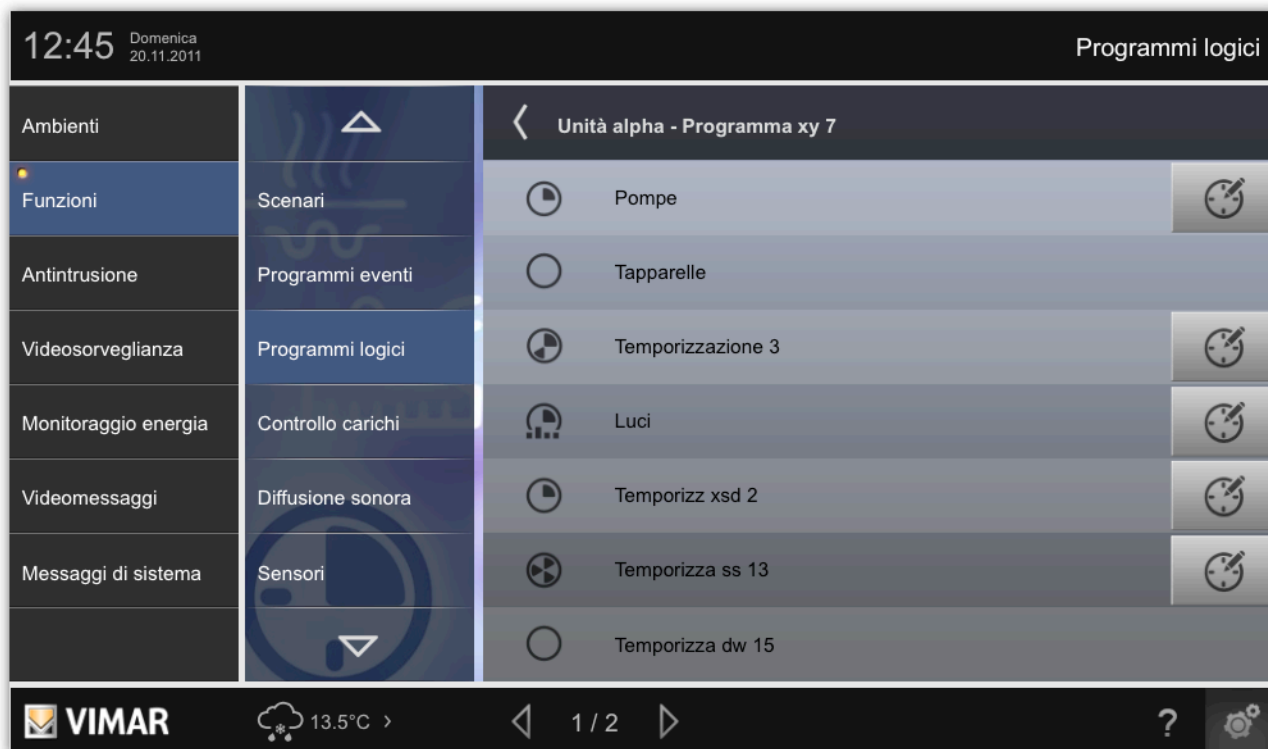 12:45
Domenica
20.11.2011
Programmi logici
Ambienti
Funzioni
Antintrusione
Videosorveglianza
Monitoraggio energia
Videomessaggi
Messaggi di sistema
Scenari
Programmi eventi
Programmi logici
Controllo carichi
Diffusione sonora
Sensori
Unità alpha - Programma xy 7
Pompe
Tapparelle
Temporizzazione 3
Luci
Temporizz xsd 2
Temporizza ss 13
Temporizza dw 15
VIMAR
13.5°C >
1 / 2
?